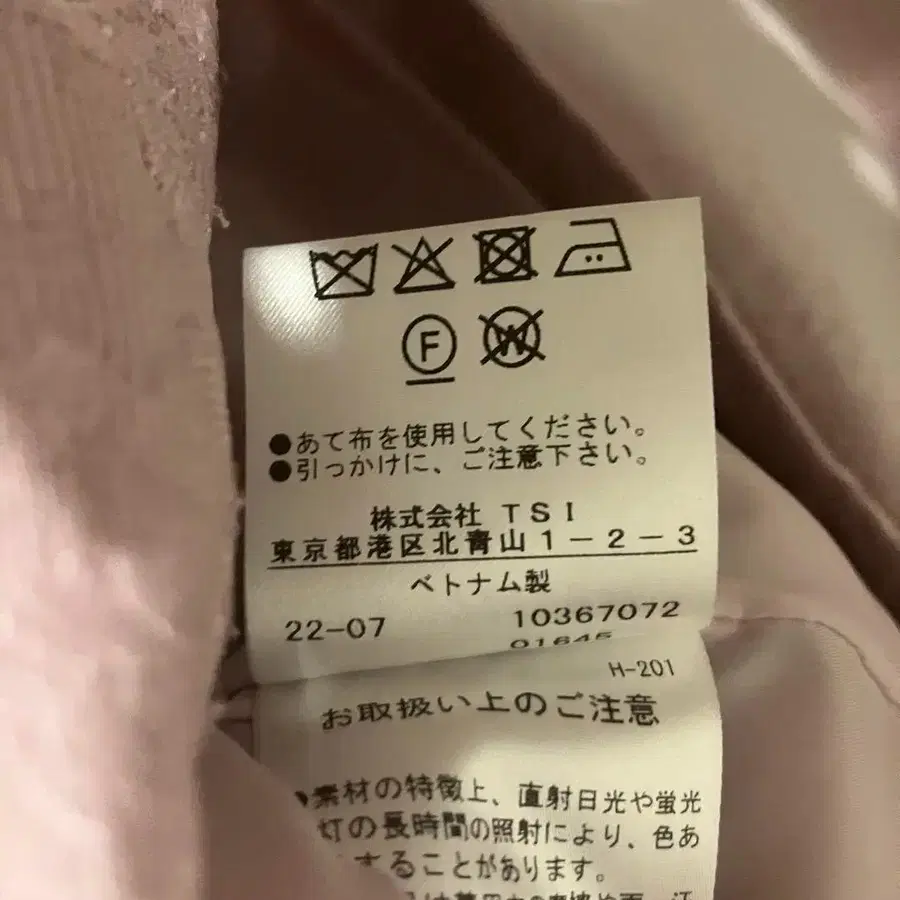 F W
●あて布を使用してください。
●引っかけに、ご注意下さい。
株式会社 TSI
東京都港区北青山1-2-3
ベトナム製
22-07 10367072
01645
H-201
お取扱い上のご注意
素材の特徴上、直射日光や蛍光
灯の長時間の照射により、色あ
することがあります。